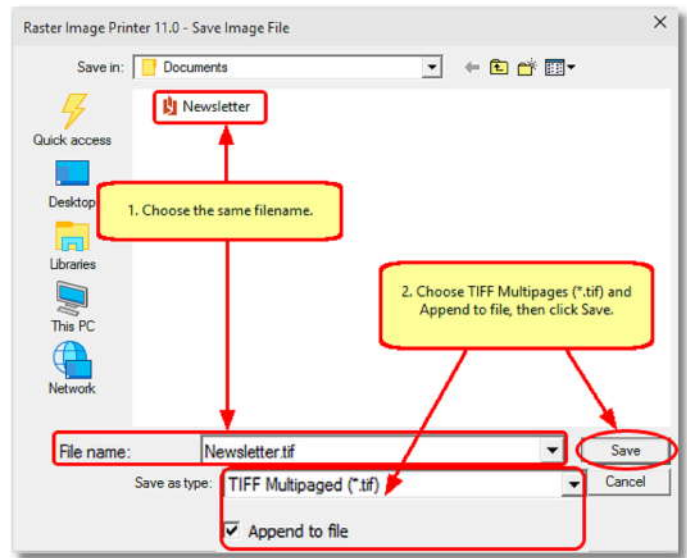 Raster Image Printer 11.0 - Save Image File
Save in: Documents
Newsletter
Quick access
Desktop
1. Choose the same filename.
Libraries
2. Choose TIFF Multipages (*.tif) and
Append to file, then click Save.
This PC
Network
File name: Newsletter.tif Save
Save as type: TIFF Multipaged (*.tif) Cancel
Append to file